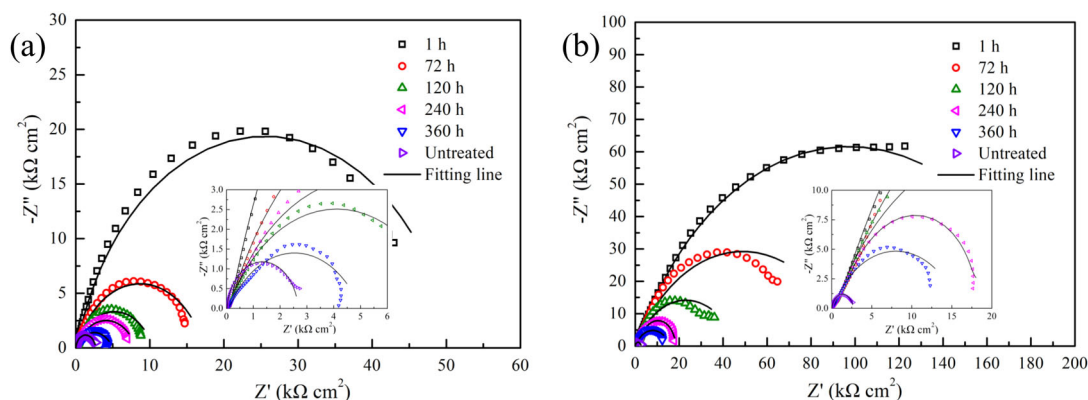 (a)
30
25
20
15
10
5
0
-Z″ (kΩ cm²)
1 h
72 h
120 h
240 h
360 h
Untreated
Fitting line
3.0
2.5
2.0
1.5
1.0
0.5
0.0
-Z″ (kΩ cm²)
0 1 2 3 4 5 6
Z′ (kΩ cm²)
0 10 20 30 40 50 60
Z′ (kΩ cm²)
(b)
100
90
80
70
60
50
40
30
20
10
0
-Z″ (kΩ cm²)
1 h
72 h
120 h
240 h
360 h
Untreated
Fitting line
10.0
7.5
5.0
2.5
0.0
-Z″ (kΩ cm²)
0 5 10 15 20
Z′ (kΩ cm²)
0 20 40 60 80 100 120 140 160 180 200
Z′ (kΩ cm²)